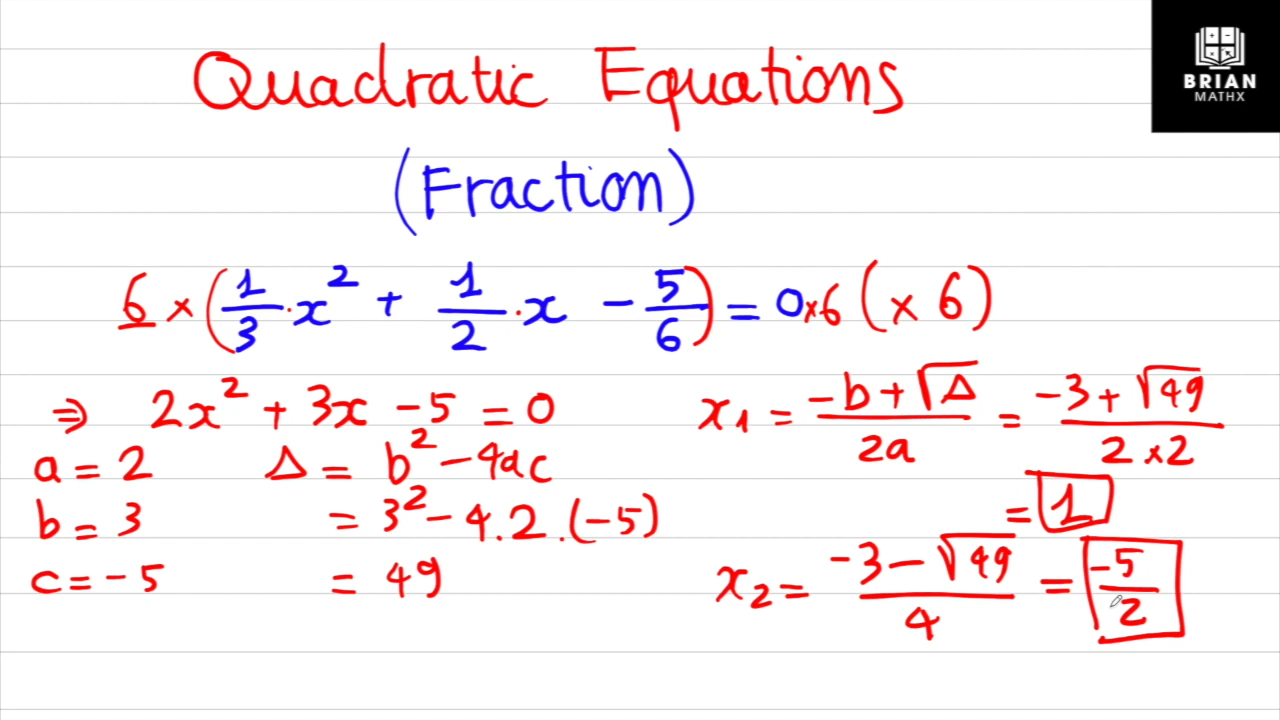 Quadratic Equations
BRIAN
MATHX
(Fraction)
6 × (1/3 · x² + 1/2 · x − 5/6) = 0×6 (× 6)
⇒ 2x² + 3x − 5 = 0
a = 2
b = 3
c = −5
Δ = b² − 4ac
= 3² − 4.2.(−5)
= 49
x₁ = (−b + √Δ)/2a = (−3 + √49)/(2×2)
= 1
x₂ = (−3 − √49)/4 = −5/2